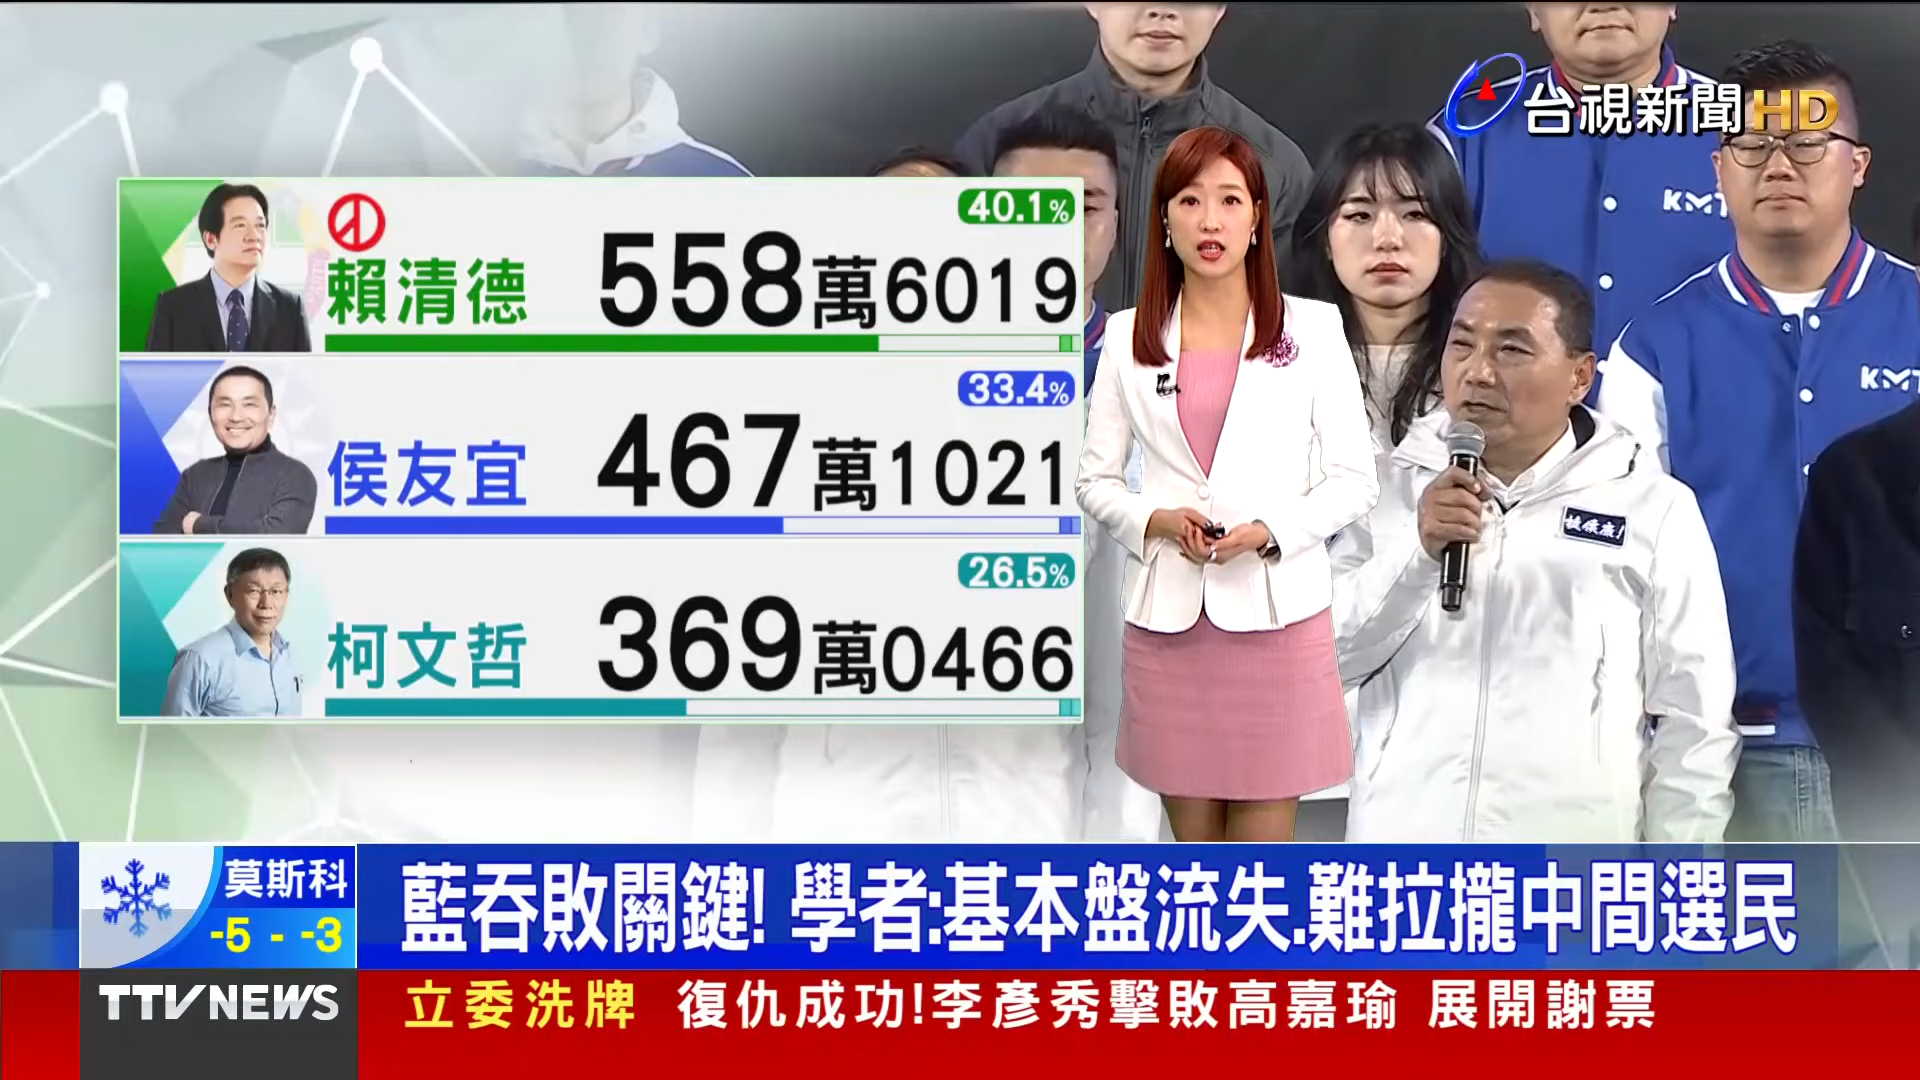 台視新聞HD
KMT
KMT
40.1%
賴清德 558萬6019
33.4%
侯友宜 467萬1021
26.5%
柯文哲 369萬0466
莫斯科
-5 - -3
藍吞敗關鍵! 學者:基本盤流失.難拉攏中間選民
TTV NEWS
立委洗牌 復仇成功!李彥秀擊敗高嘉瑜 展開謝票